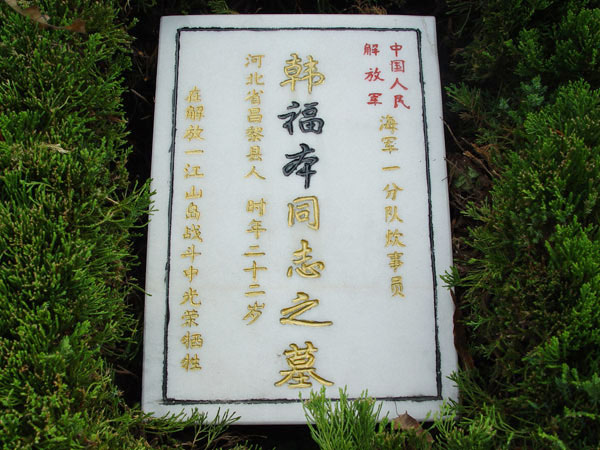 中国人民
解放军
海军一分队炊事员
韩福本同志之墓
河北省昌黎县人 时年二十二岁
在解放一江山岛战斗中光荣牺牲